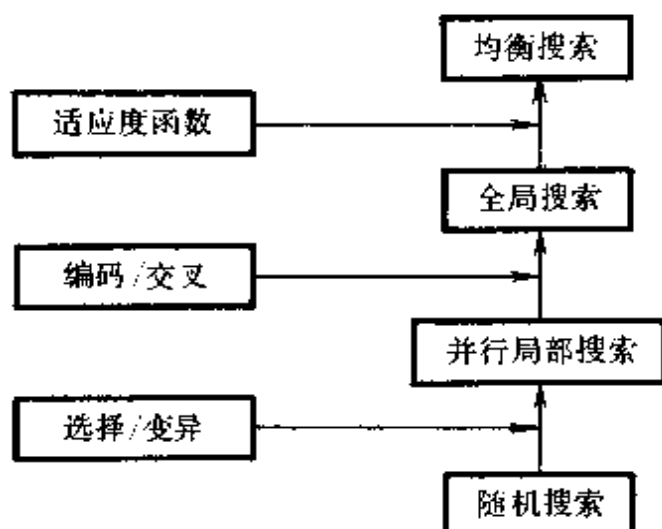 均衡搜索
适应度函数
全局搜索
编码/交叉
并行局部搜索
选择/变异
随机搜索